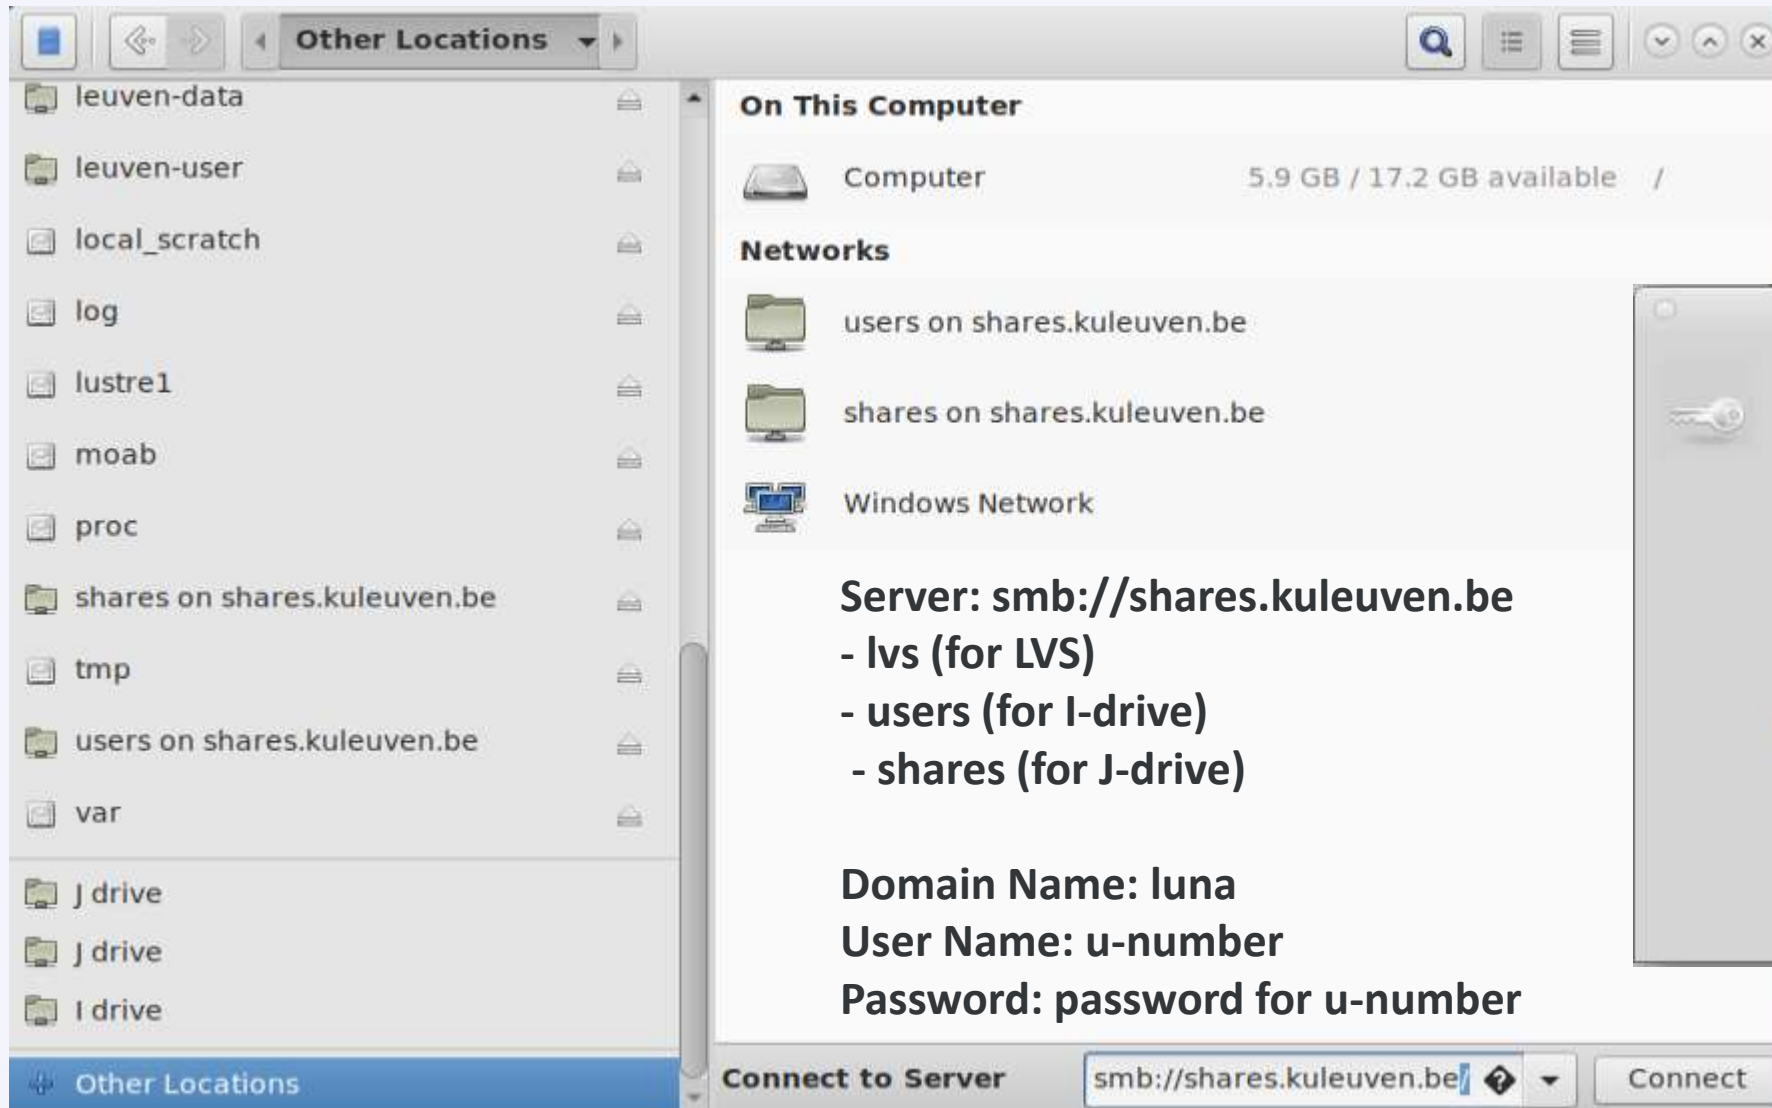 Other Locations
leuven-data
leuven-user
local_scratch
log
lustre1
moab
proc
shares on shares.kuleuven.be
tmp
users on shares.kuleuven.be
var
J drive
J drive
I drive
Other Locations
On This Computer
Computer 5.9 GB / 17.2 GB available /
Networks
users on shares.kuleuven.be
shares on shares.kuleuven.be
Windows Network
Server: smb://shares.kuleuven.be
- lvs (for LVS)
- users (for I-drive)
- shares (for J-drive)
Domain Name: luna
User Name: u-number
Password: password for u-number
Connect to Server smb://shares.kuleuven.be/ Connect